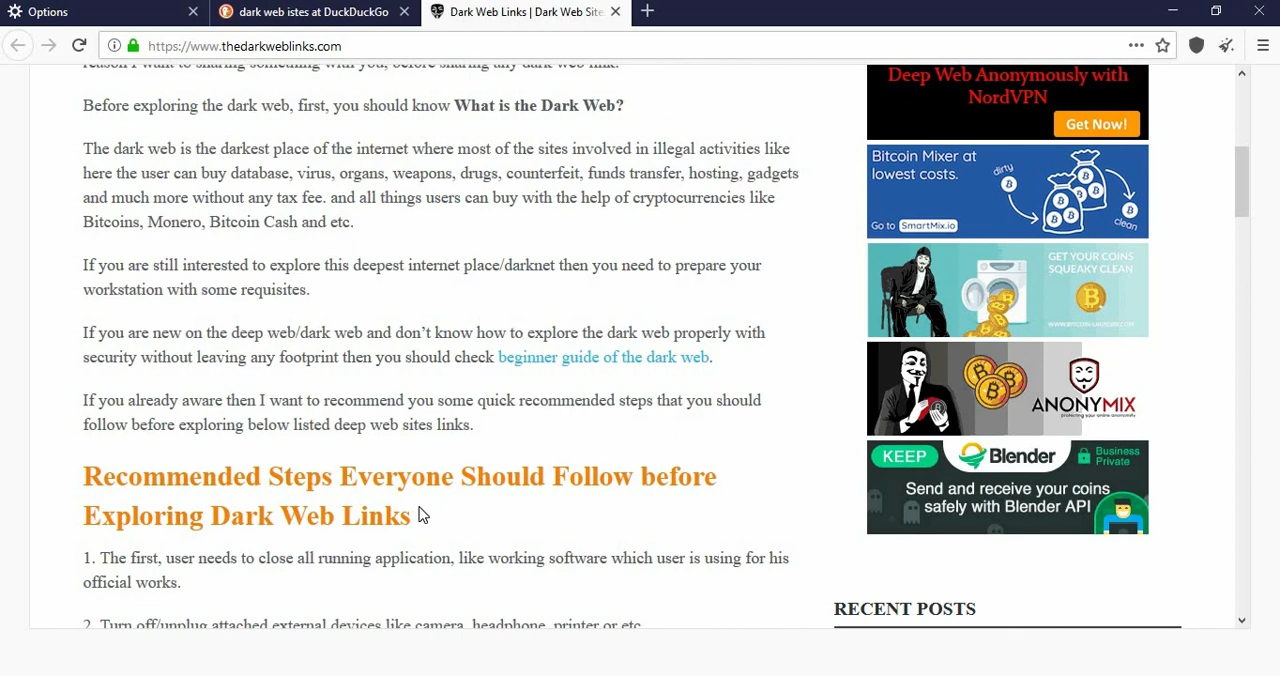 Options
dark web istes at DuckDuckGo
Dark Web Links | Dark Web Site
https://www.thedarkweblinks.com
reason I want to sharing something with you, before sharing any dark web link.
Before exploring the dark web, first, you should know What is the Dark Web?
The dark web is the darkest place of the internet where most of the sites involved in illegal activities like
here the user can buy database, virus, organs, weapons, drugs, counterfeit, funds transfer, hosting, gadgets
and much more without any tax fee. and all things users can buy with the help of cryptocurrencies like
Bitcoins, Monero, Bitcoin Cash and etc.
If you are still interested to explore this deepest internet place/darknet then you need to prepare your
workstation with some requisites.
If you are new on the deep web/dark web and don't know how to explore the dark web properly with
security without leaving any footprint then you should check beginner guide of the dark web.
If you already aware then I want to recommend you some quick recommended steps that you should
follow before exploring below listed deep web sites links.
Recommended Steps Everyone Should Follow before
Exploring Dark Web Links
1. The first, user needs to close all running application, like working software which user is using for his
official works.
2. Turn off/unplug attached external devices like camera, headphone, printer or etc
Deep Web Anonymously with
NordVPN
Get Now!
Bitcoin Mixer at
lowest costs.
dirty
clean
Go to SmartMix.io
GET YOUR COINS
SQUEAKY CLEAN
ANONYMIX
KEEP
Blender
Business
Private
Send and receive your coins
safely with Blender API
RECENT POSTS